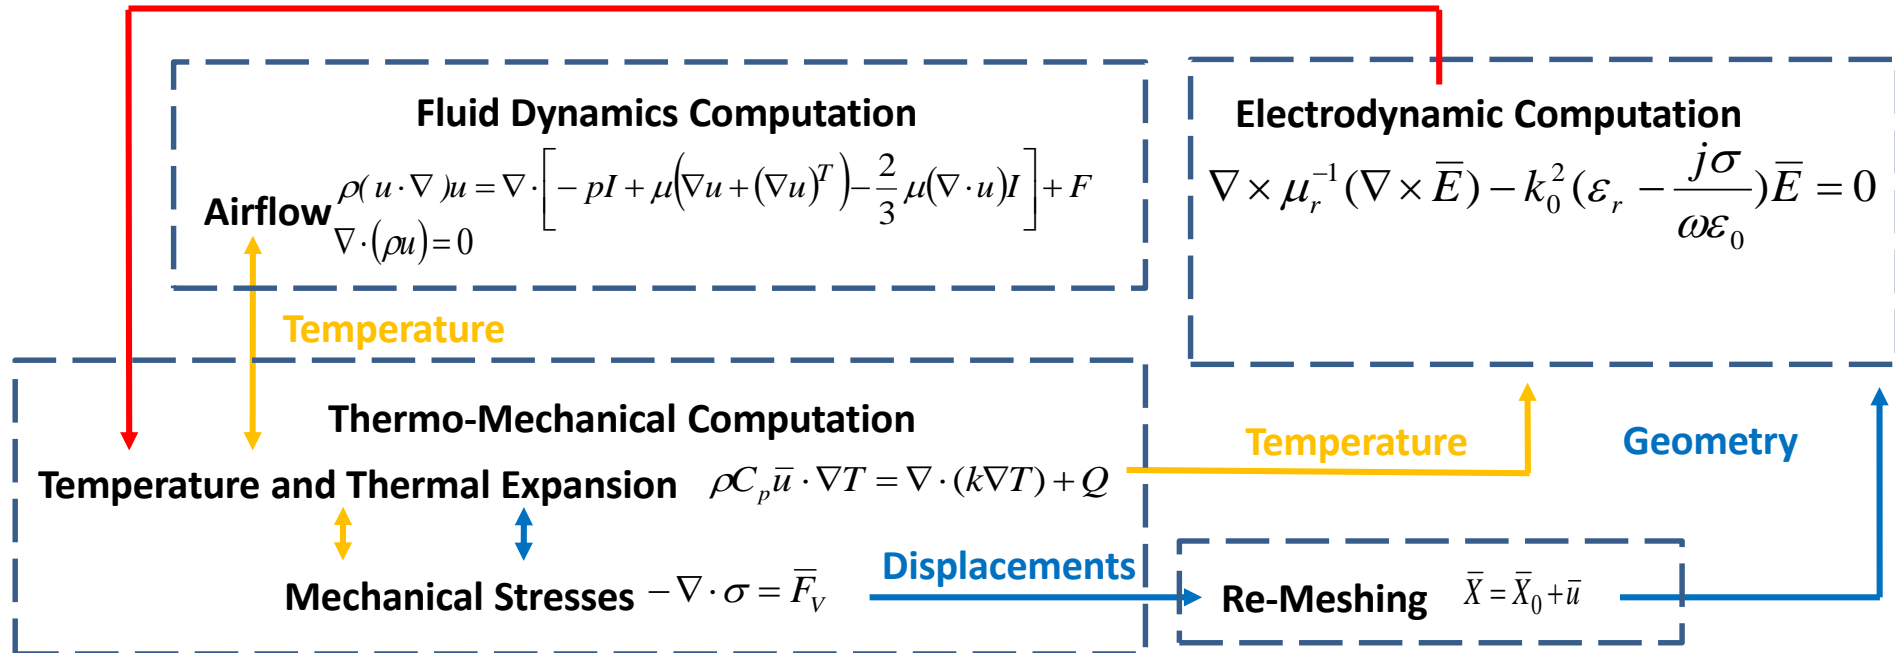 Fluid Dynamics Computation
Airflow
ρ( u · ∇ )u = ∇ · [ − pI + μ(∇u + (∇u)^T) − 2/3 μ(∇ · u)I ] + F
∇ · (ρu) = 0
Electrodynamic Computation
∇ × μ_r^{-1}(∇ × E̅) − k_0^2(ε_r − jσ/ωε_0)E̅ = 0
Temperature
Thermo-Mechanical Computation
Temperature and Thermal Expansion ρC_p u̅ · ∇T = ∇ · (k∇T) + Q
Temperature
Geometry
Mechanical Stresses − ∇ · σ = F̅_V
Displacements
Re-Meshing X̅ = X̅_0 + u̅